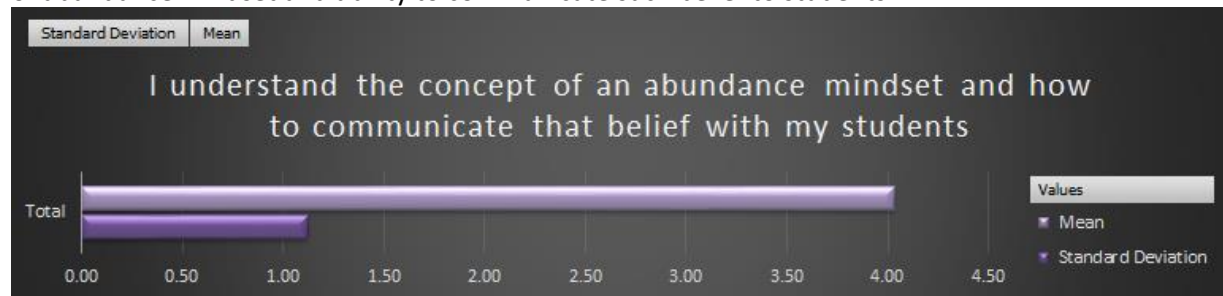 Standard Deviation Mean
I understand the concept of an abundance mindset and how
to communicate that belief with my students
Values
Mean
Standard Deviation
Total
0.00 0.50 1.00 1.50 2.00 2.50 3.00 3.50 4.00 4.50